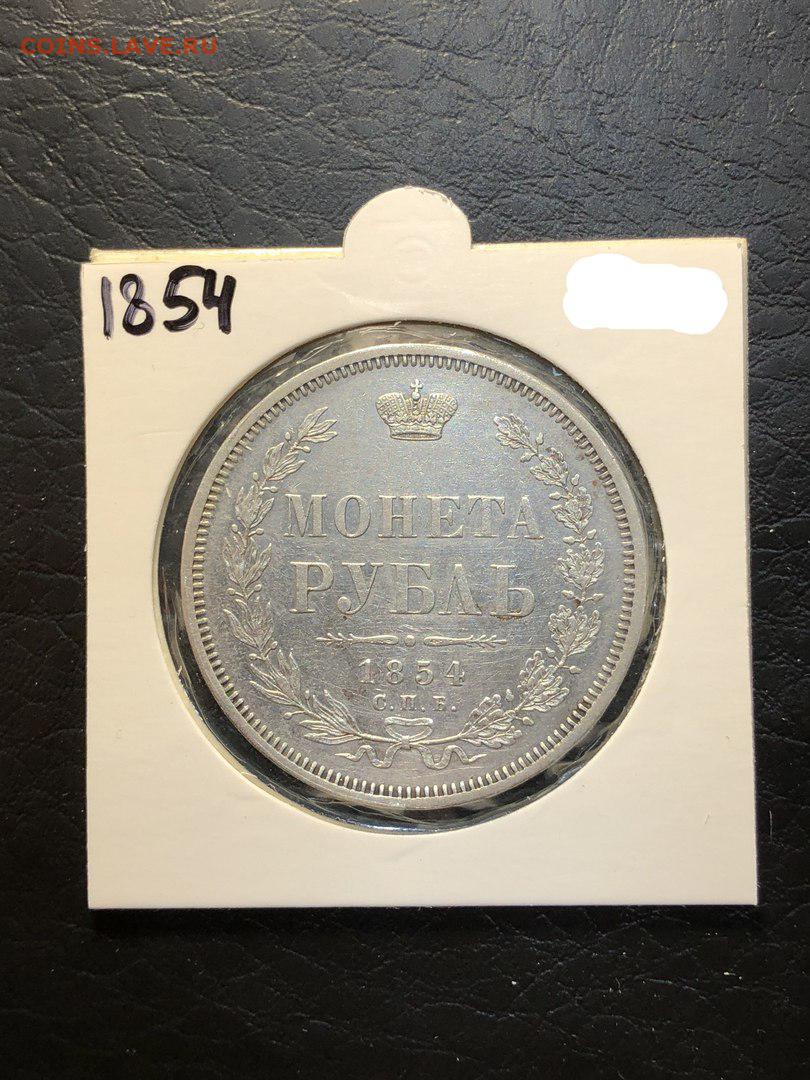 COINS.LAVE.RU
1854
МОНЕТА
РУБЛЬ
1854
С.П.Б.